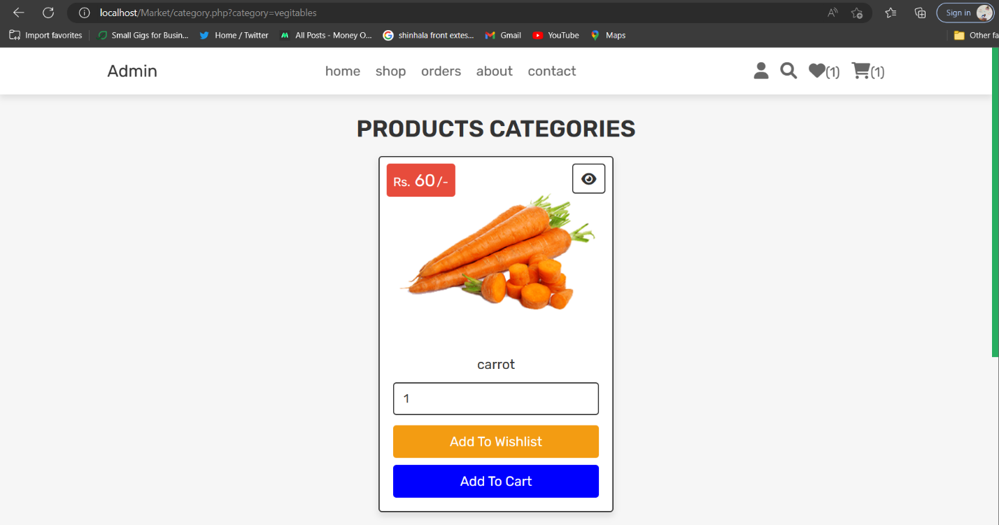 localhost/Market/category.php?category=vegitables
Sign in
Import favorites
Small Gigs for Busin...
Home / Twitter
All Posts - Money O...
shinhala front extes...
Gmail
YouTube
Maps
Other fa
Admin
home shop orders about contact
(1) (1)
PRODUCTS CATEGORIES
Rs. 60/-
carrot
1
Add To Wishlist
Add To Cart